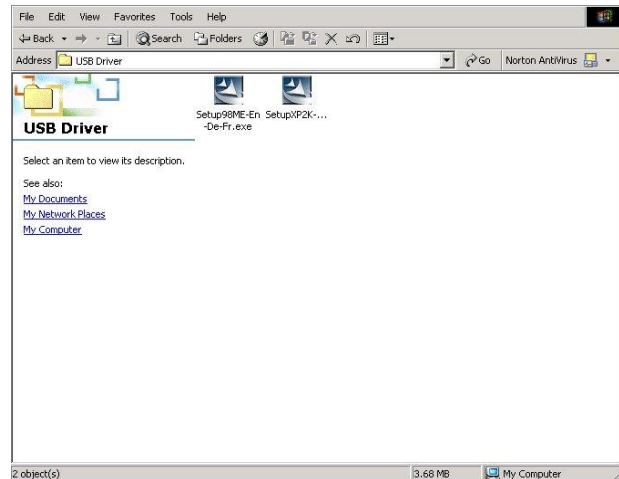 File Edit View Favorites Tools Help
Back Search Folders
Address USB Driver Go Norton AntiVirus
USB Driver
Select an item to view its description.
See also:
My Documents
My Network Places
My Computer
Setup98ME-En
-De-Fr.exe
SetupXP2K-...
2 object(s) 3.68 MB My Computer